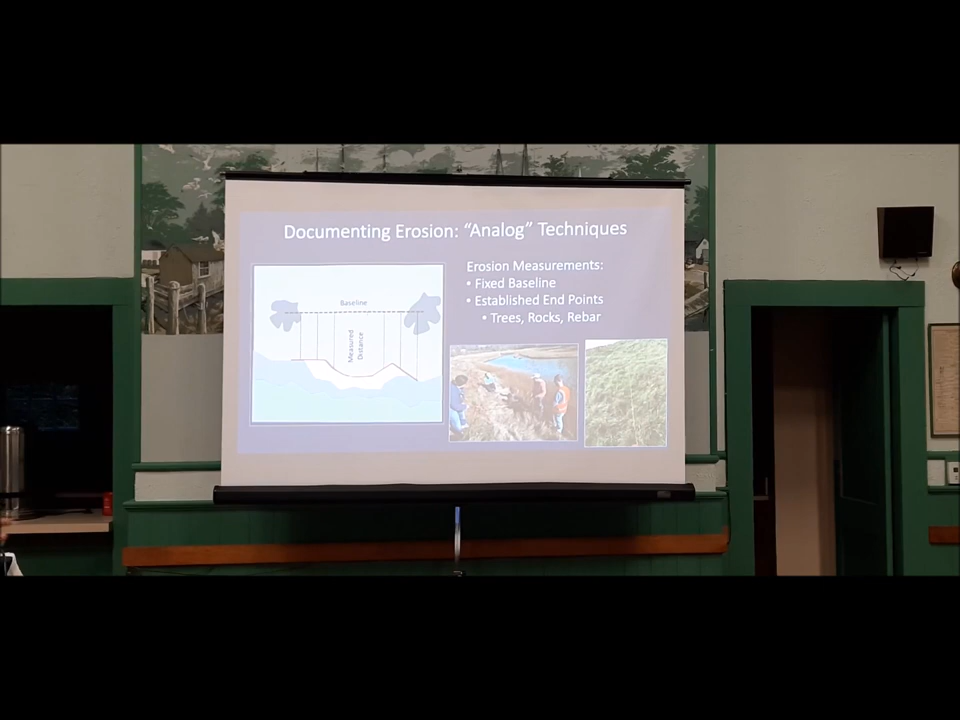 Documenting Erosion: “Analog” Techniques
Erosion Measurements:
• Fixed Baseline
• Established End Points
• Trees, Rocks, Rebar
Baseline
Measured
Distance